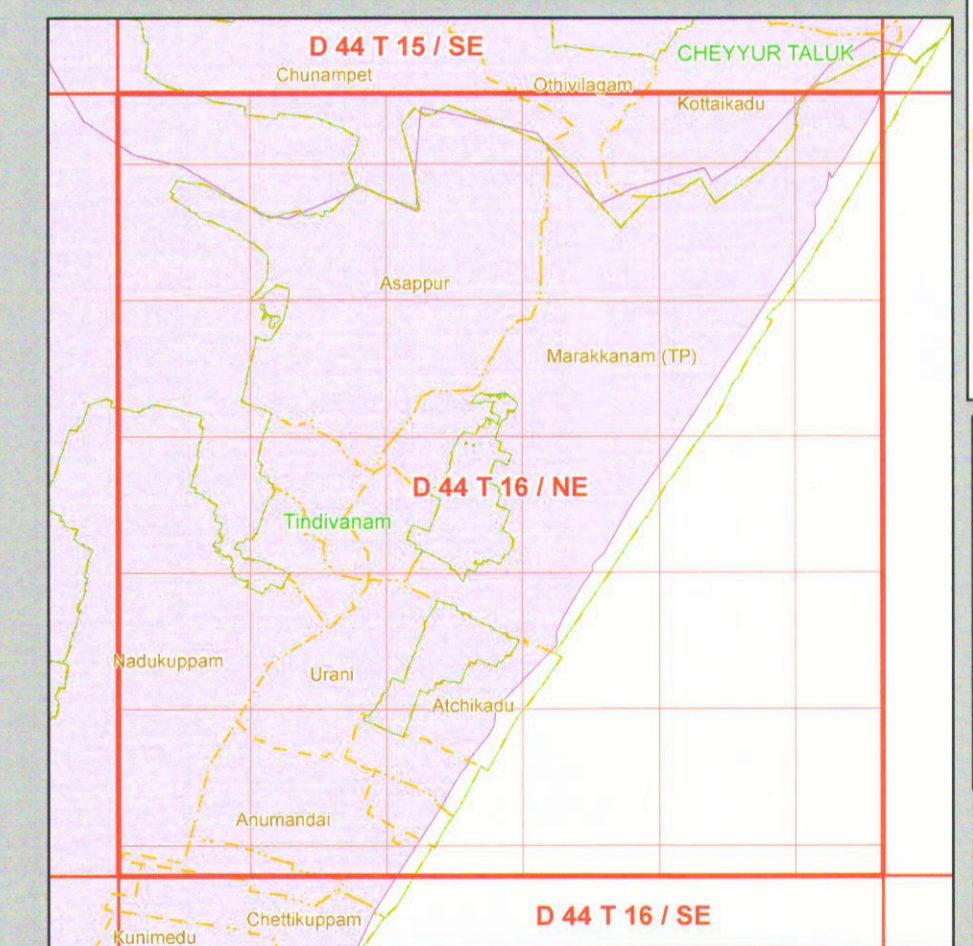 D 44 T 15 / SE
CHEYYUR TALUK
Chunampet
Othivilagam
Kottaikadu
Asappur
Marakkanam (TP)
D 44 T 16 / NE
Tindivanam
Nadukuppam
Urani
Atchikadu
Anumandai
Chettikuppam
D 44 T 16 / SE
Kunimedu